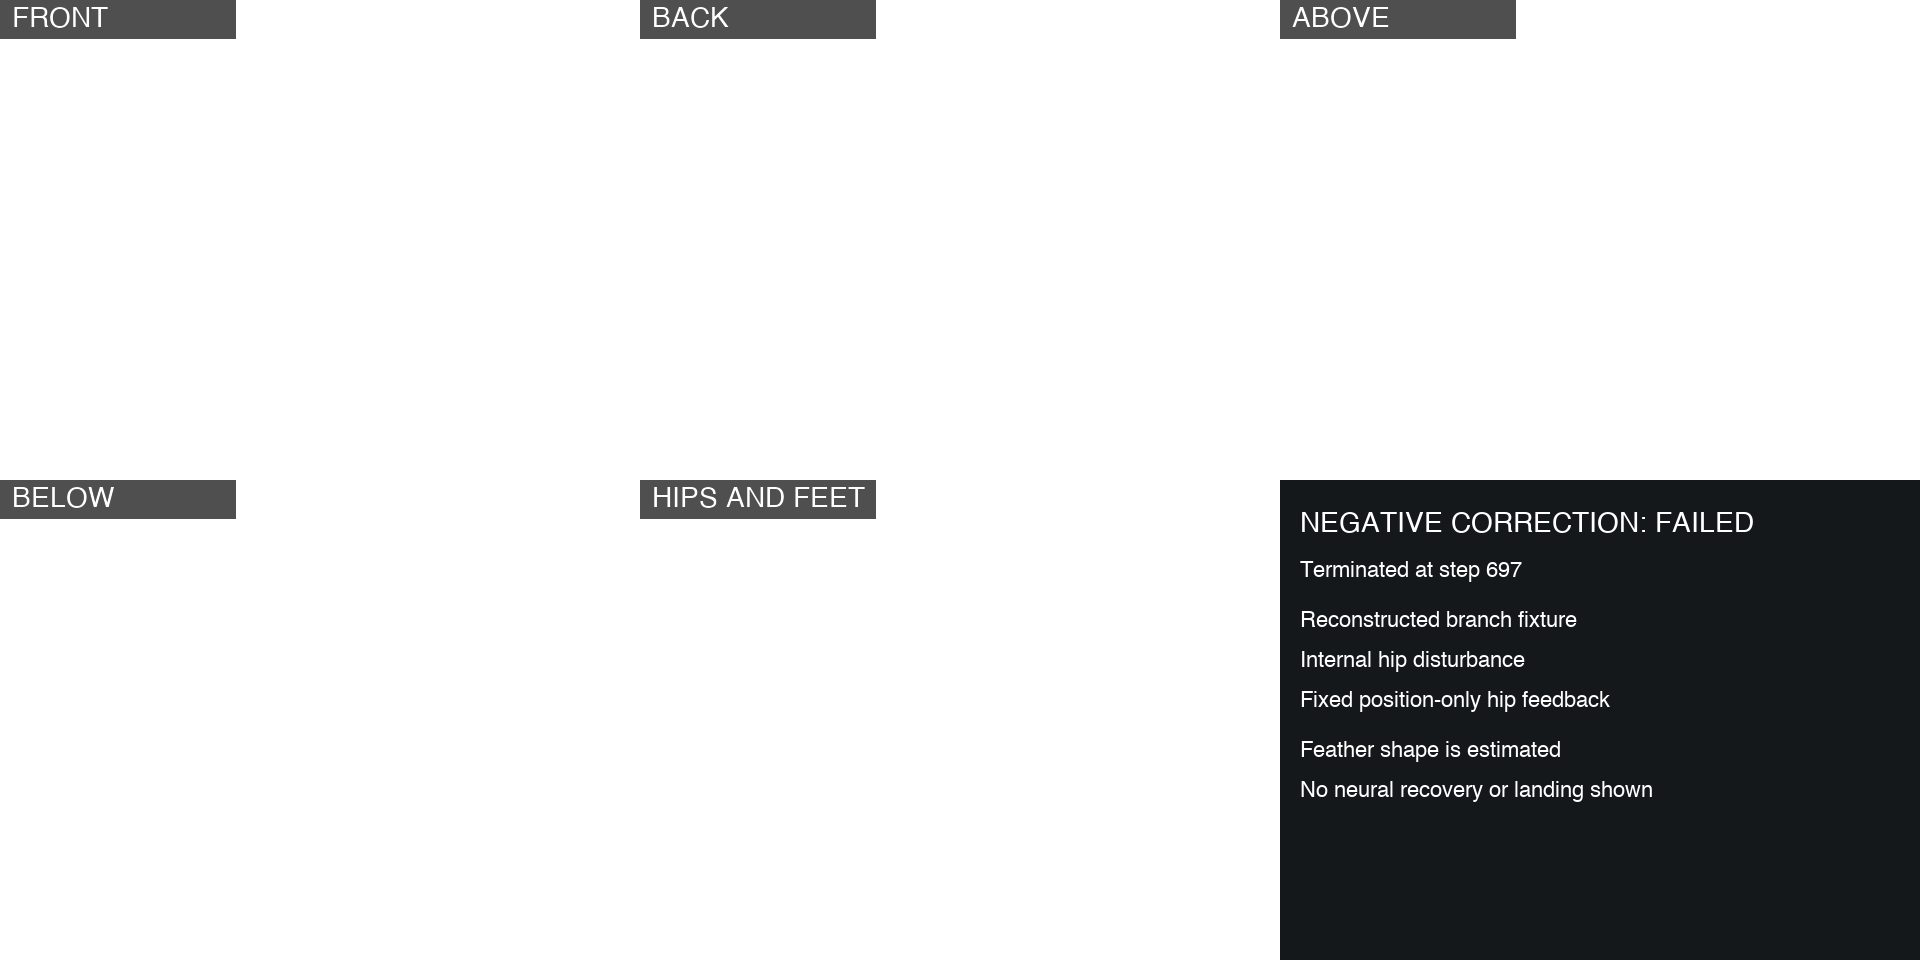 FRONT
BACK
ABOVE
BELOW
HIPS AND FEET
NEGATIVE CORRECTION: FAILED
Terminated at step 697
Reconstructed branch fixture
Internal hip disturbance
Fixed position-only hip feedback
Feather shape is estimated
No neural recovery or landing shown